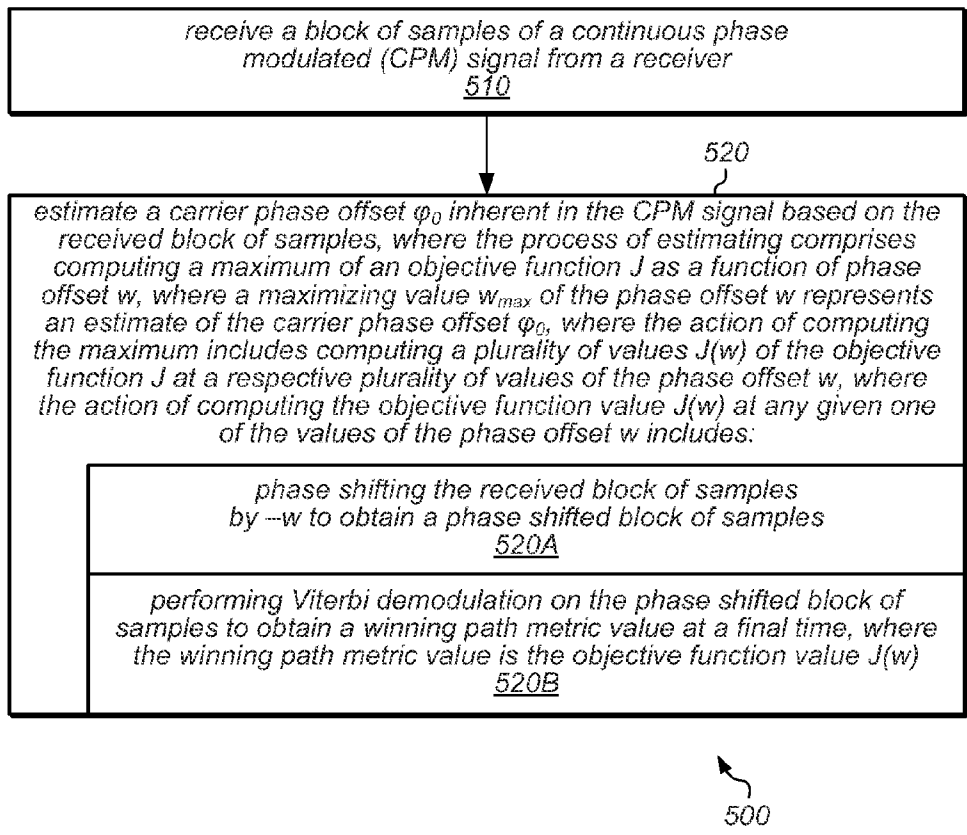 receive a block of samples of a continuous phase
modulated (CPM) signal from a receiver
510
520
estimate a carrier phase offset φ₀ inherent in the CPM signal based on the
received block of samples, where the process of estimating comprises
computing a maximum of an objective function J as a function of phase
offset w, where a maximizing value wₘₐₓ of the phase offset w represents
an estimate of the carrier phase offset φ₀, where the action of computing
the maximum includes computing a plurality of values J(w) of the objective
function J at a respective plurality of values of the phase offset w, where
the action of computing the objective function value J(w) at any given one
of the values of the phase offset w includes:
phase shifting the received block of samples
by –w to obtain a phase shifted block of samples
520A
performing Viterbi demodulation on the phase shifted block of
samples to obtain a winning path metric value at a final time, where
the winning path metric value is the objective function value J(w)
520B
500